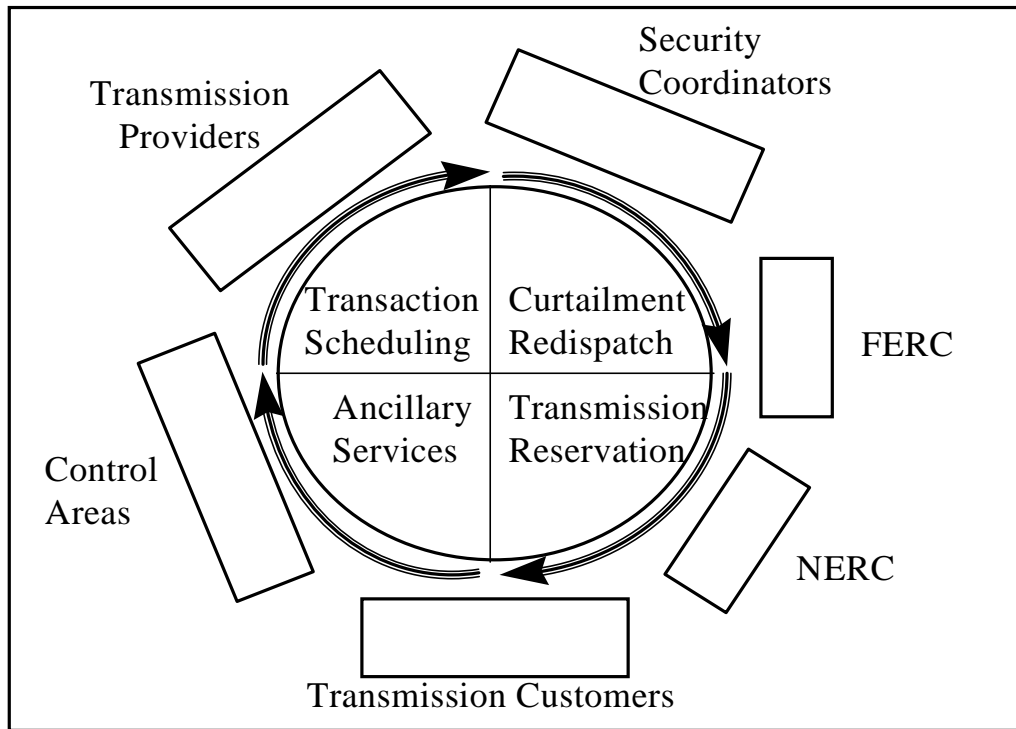 Security
Coordinators
Transmission
Providers
Transaction
Scheduling
Curtailment
Redispatch
FERC
Ancillary
Services
Transmission
Reservation
Control
Areas
NERC
Transmission Customers